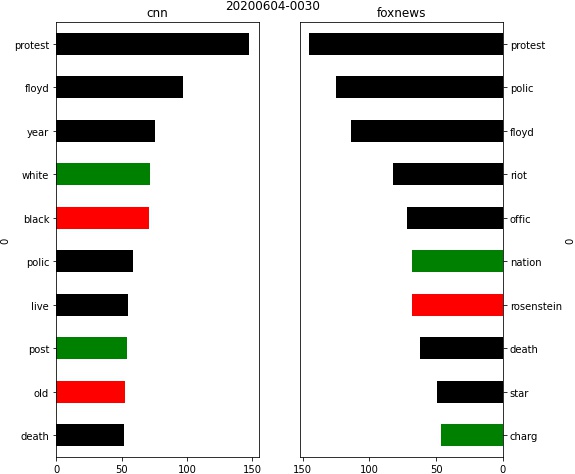 20200604-0030
cnn
protest
floyd
year
white
black
polic
live
post
old
death
0
0 50 100 150
foxnews
protest
polic
floyd
riot
offic
nation
rosenstein
death
star
charg
0
150 100 50 0